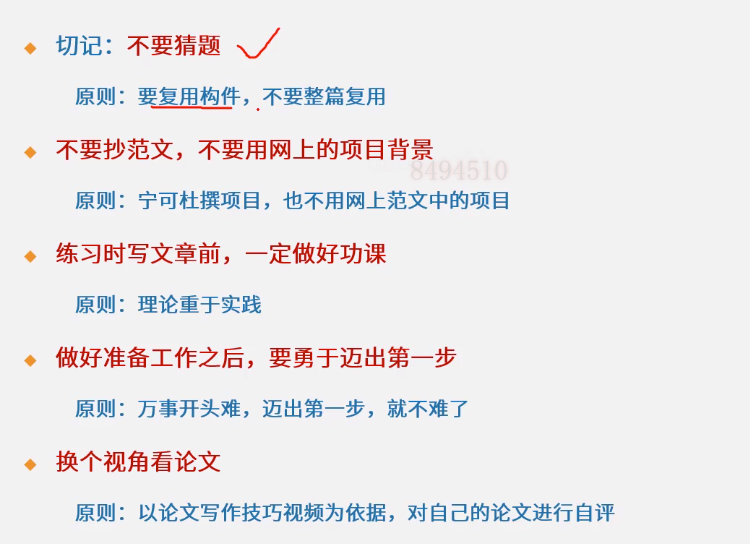 切记：不要猜题
原则：要复用构件，不要整篇复用
不要抄范文，不要用网上的项目背景
8494510
原则：宁可杜撰项目，也不用网上范文中的项目
练习时写文章前，一定做好功课
原则：理论重于实践
做好准备工作之后，要勇于迈出第一步
原则：万事开头难，迈出第一步，就不难了
换个视角看论文
原则：以论文写作技巧视频为依据，对自己的论文进行自评